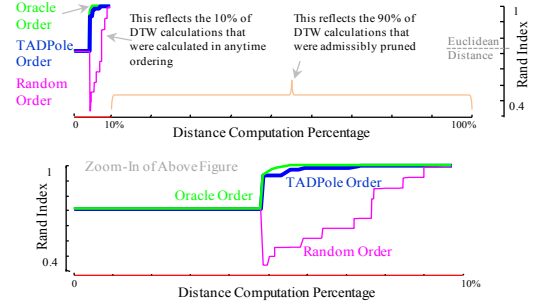 Oracle
Order
TADPole
Order
Random
Order
This reflects the 10% of
DTW calculations that
were calculated in anytime
ordering
This reflects the 90% of
DTW calculations that
were admissibly pruned
Euclidean
Distance
1
0.4
Rand Index
0 10% 100%
Distance Computation Percentage
Zoom-In of Above Figure
1
0.4
Rand Index
Oracle Order
TADPole Order
Random Order
0 10%
Distance Computation Percentage